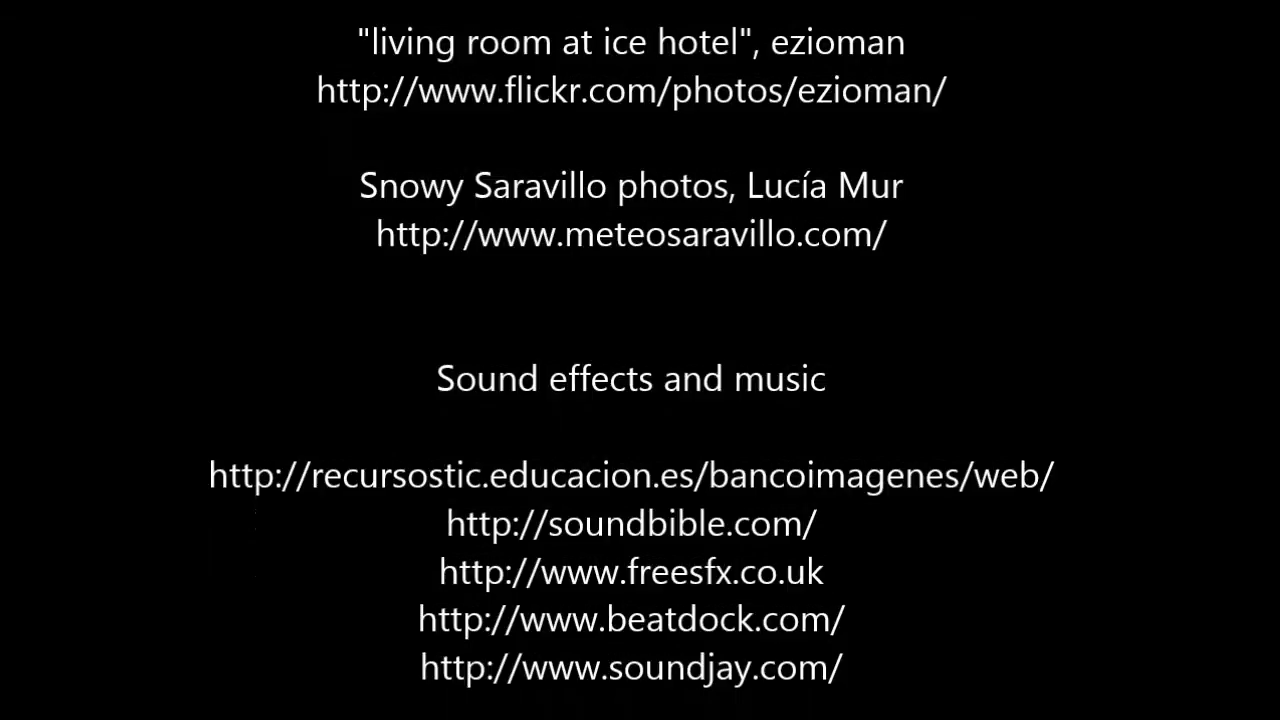 "living room at ice hotel", ezioman
http://www.flickr.com/photos/ezioman/
Snowy Saravillo photos, Lucía Mur
http://www.meteosaravillo.com/
Sound effects and music
http://recursostic.educacion.es/bancoimagenes/web/
http://soundbible.com/
http://www.freesfx.co.uk
http://www.beatdock.com/
http://www.soundjay.com/